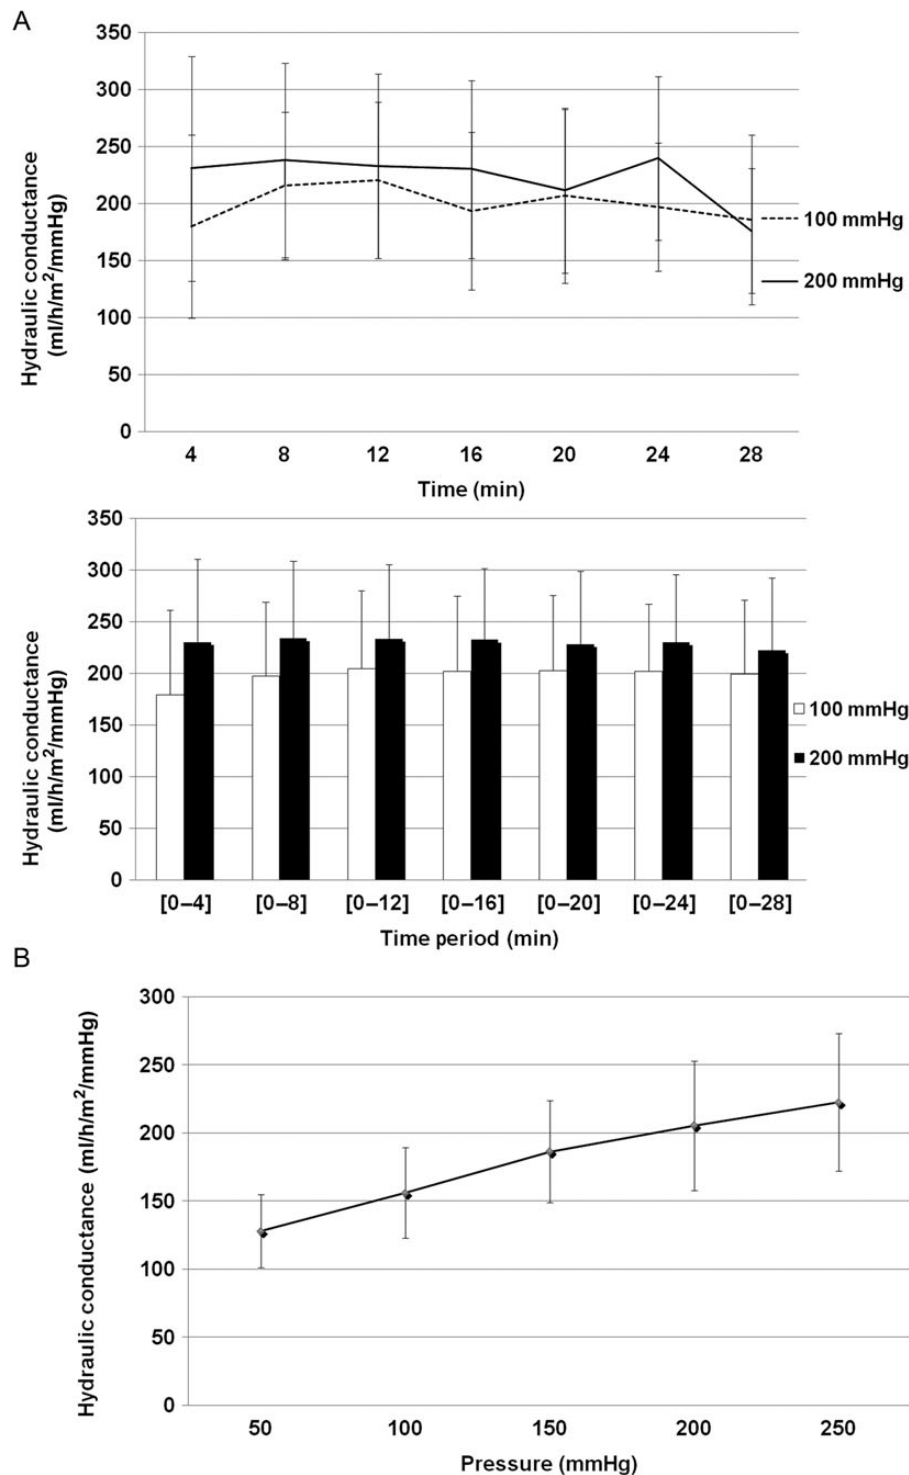 A
350
300
250
200
150
100
50
0
Hydraulic conductance
(ml/h/m²/mmHg)
4 8 12 16 20 24 28
Time (min)
100 mmHg
200 mmHg
350
300
250
200
150
100
50
0
Hydraulic conductance
(ml/h/m²/mmHg)
[0–4] [0–8] [0–12] [0–16] [0–20] [0–24] [0–28]
Time period (min)
100 mmHg
200 mmHg
B
300
250
200
150
100
50
0
Hydraulic conductance (ml/h/m²/mmHg)
50 100 150 200 250
Pressure (mmHg)